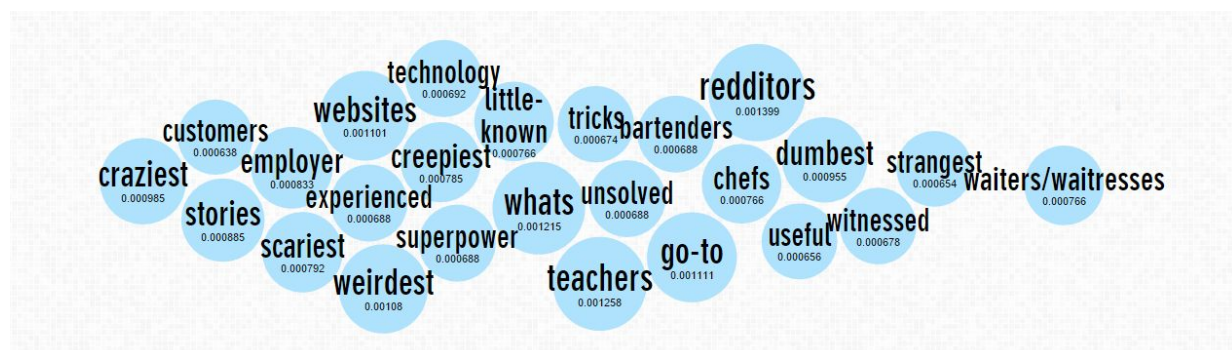 technology
0.000692
redditors
0.001399
websites
0.001101
little-
known
0.000766
tricks
0.000674
bartenders
0.000688
customers
0.000638
employer
0.000833
creepiest
0.000785
dumbest
0.000955
strangest
0.000654
craziest
0.000985
experienced
0.000688
whats
0.001215
unsolved
0.000688
chefs
0.000766
waiters/waitresses
0.000766
stories
0.000885
scariest
0.000792
superpower
0.000688
go-to
0.001111
useful
0.000656
witnessed
0.000678
weirdest
0.00108
teachers
0.001258